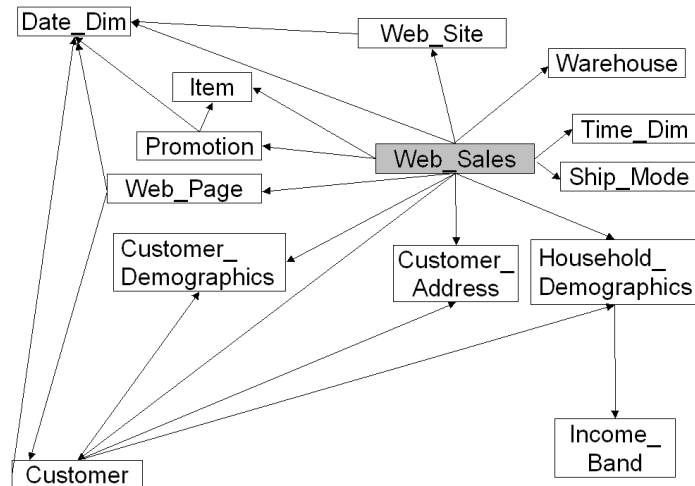 Date_Dim
Web_Site
Warehouse
Item
Time_Dim
Promotion
Web_Sales
Ship_Mode
Web_Page
Customer_
Demographics
Customer_
Address
Household_
Demographics
Income_
Band
Customer